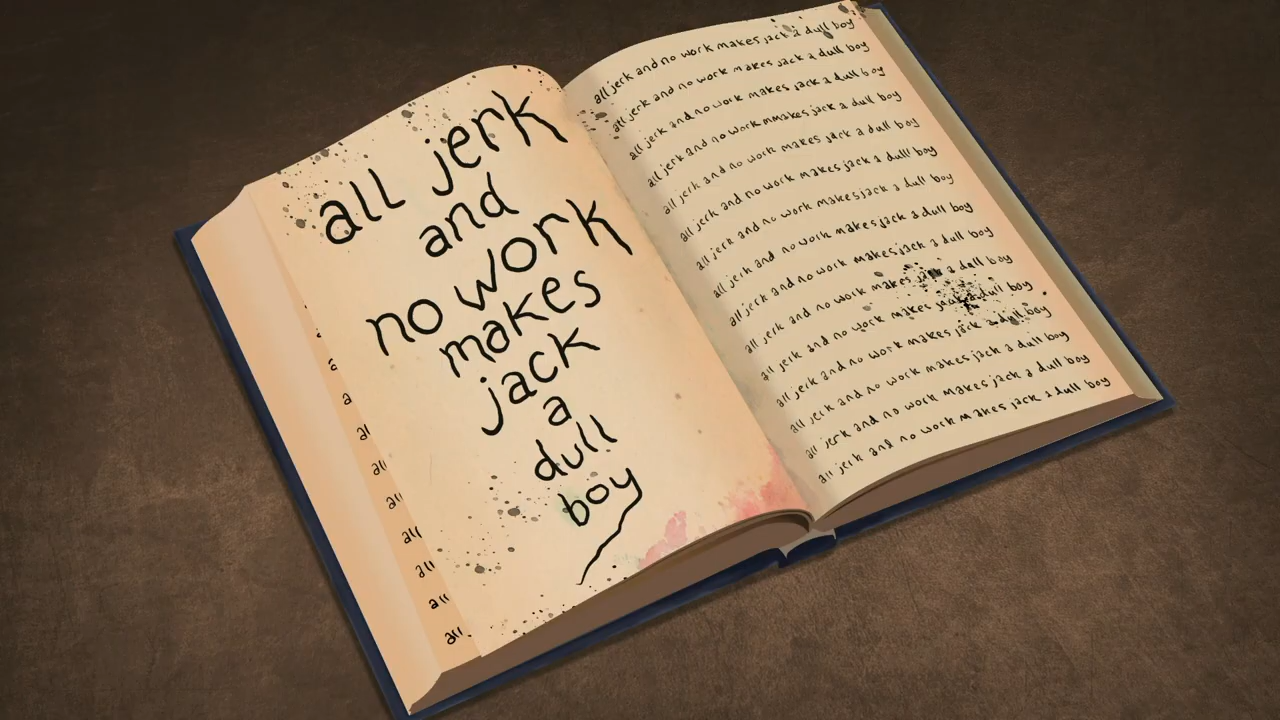 all jerk
and
no work
makes
jack
a
dull
boy
all jerk and no work makes jack a dull boy
all jerk and no work makes jack a dull boy
all jerk and no work makes jack a dull boy
all jerk and no work mmakes jack a dull boy
all jerk and no work makes jack a dull boy
all jerk and no work makes jack a dull boy
all jerk and no work makes jack a dull boy
all jerk and no work makes jack a dull boy
all jerk and no work makes jack a dull boy
all jerk and no work makes jack a dull boy
all jerk and no work makes jack a dull boy
all jerk and no work makes jack a dull boy
all jerk and no work makes jack a dull boy
all jerk and no work makes jack a dull boy
all jerk and no work makes jack a dull boy